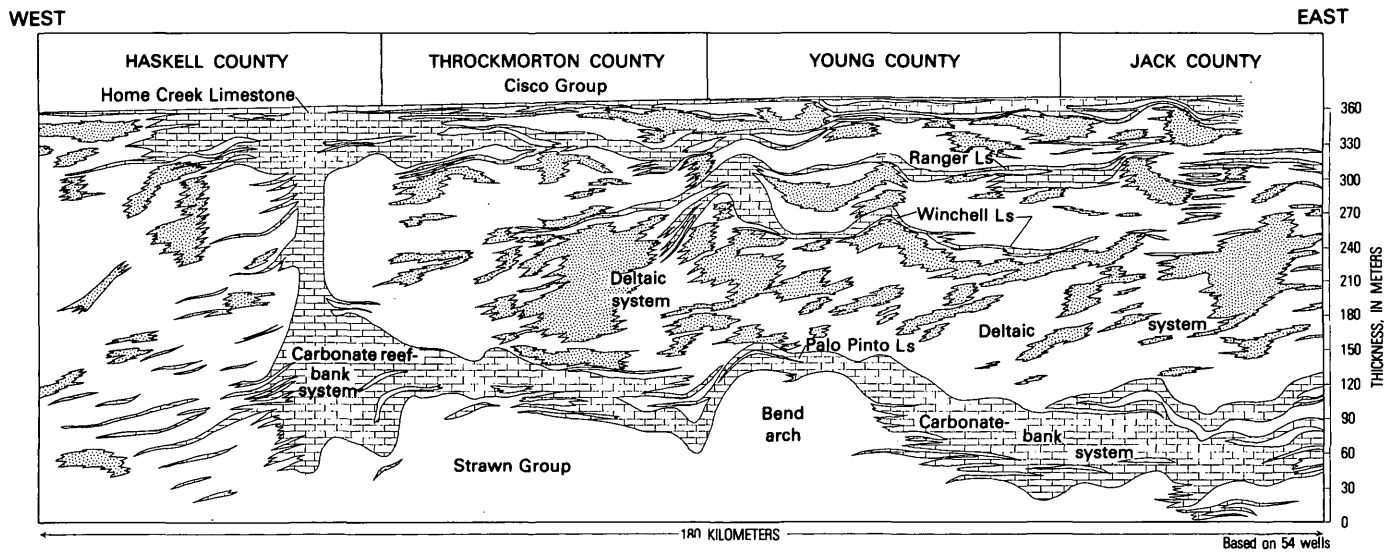 WEST
EAST
HASKELL COUNTY
THROCKMORTON COUNTY
YOUNG COUNTY
JACK COUNTY
Cisco Group
Home Creek Limestone
360
330
300
270
240
210
180
150
120
90
60
30
0
THICKNESS, IN METERS
Ranger Ls
Winchell Ls
Deltaic
system
Deltaic
system
Palo Pinto Ls
Carbonate reef-
bank
system
Bend
arch
Carbonate-
bank
system
Strawn Group
180 KILOMETERS
Based on 54 wells